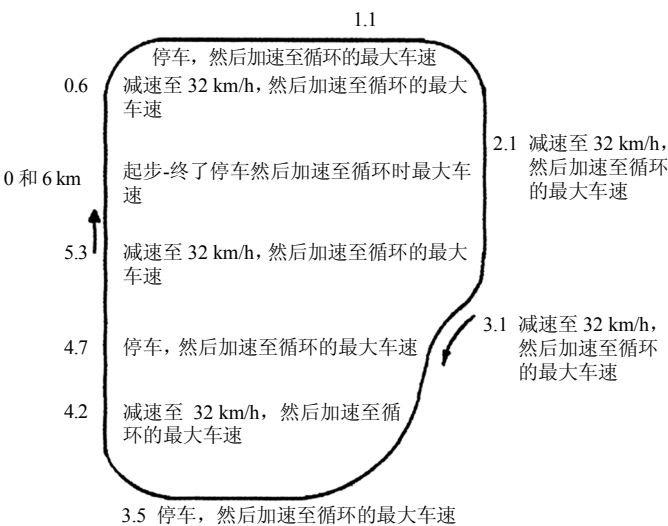 1.1
停车，然后加速至循环的最大车速
0.6 减速至 32 km/h，然后加速至循环的最大
车速
2.1 减速至 32 km/h，
然后加速至循环
的最大车速
0 和 6 km 起步-终了停车然后加速至循环时最大车
速
5.3 减速至 32 km/h，然后加速至循环的最大
车速
3.1 减速至 32 km/h，
然后加速至循环
的最大车速
4.7 停车，然后加速至循环的最大车速
4.2 减速至 32 km/h，然后加速至循
环的最大车速
3.5 停车，然后加速至循环的最大车速